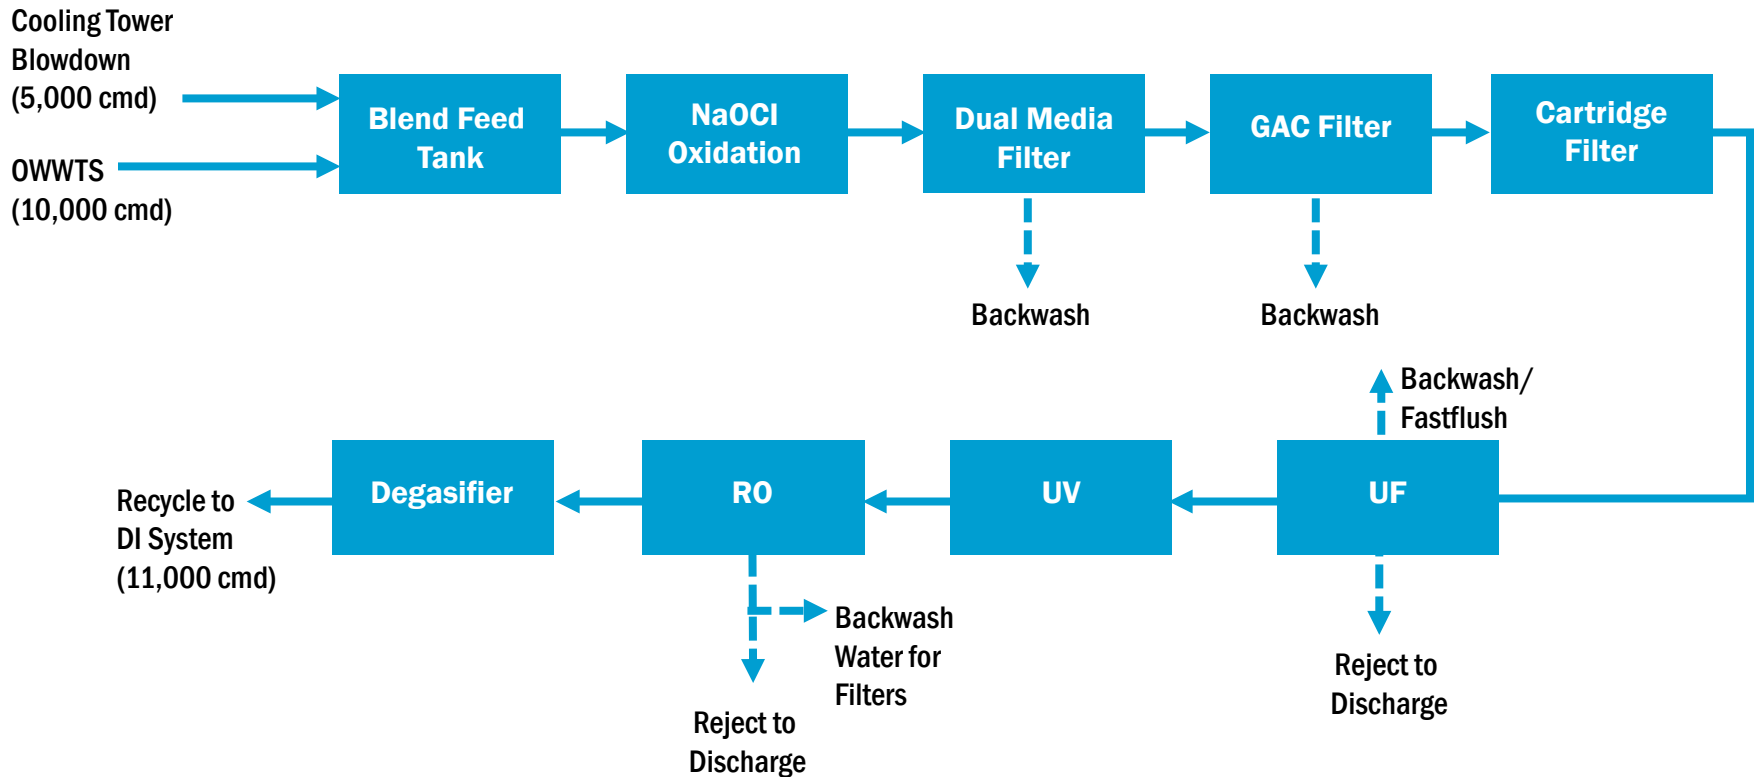 Cooling Tower
Blowdown
(5,000 cmd)
OWWTS
(10,000 cmd)
Blend Feed
Tank
NaOCI
Oxidation
Dual Media
Filter
GAC Filter
Cartridge
Filter
Backwash
Backwash
Backwash/
Fastflush
Recycle to
DI System
(11,000 cmd)
Degasifier
RO
UV
UF
Backwash
Water for
Filters
Reject to
Discharge
Reject to
Discharge